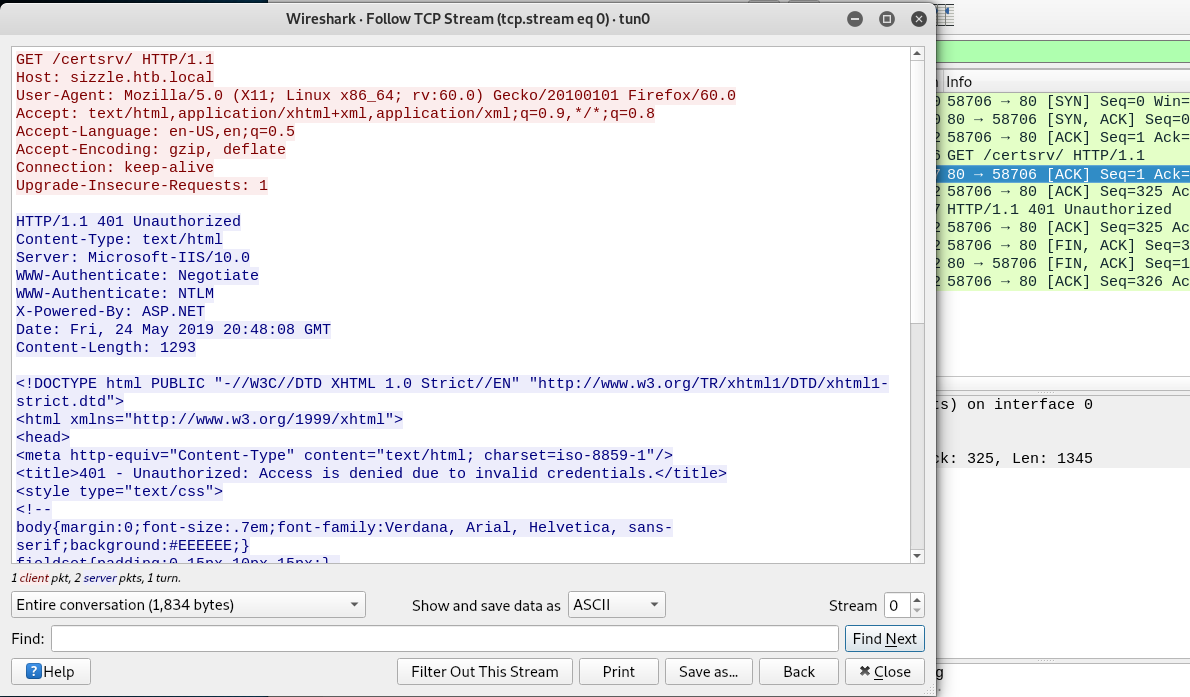 Wireshark · Follow TCP Stream (tcp.stream eq 0) · tun0
GET /certsrv/ HTTP/1.1
Host: sizzle.htb.local
User-Agent: Mozilla/5.0 (X11; Linux x86_64; rv:60.0) Gecko/20100101 Firefox/60.0
Accept: text/html,application/xhtml+xml,application/xml;q=0.9,*/*;q=0.8
Accept-Language: en-US,en;q=0.5
Accept-Encoding: gzip, deflate
Connection: keep-alive
Upgrade-Insecure-Requests: 1
HTTP/1.1 401 Unauthorized
Content-Type: text/html
Server: Microsoft-IIS/10.0
WWW-Authenticate: Negotiate
WWW-Authenticate: NTLM
X-Powered-By: ASP.NET
Date: Fri, 24 May 2019 20:48:08 GMT
Content-Length: 1293
<!DOCTYPE html PUBLIC "-//W3C//DTD XHTML 1.0 Strict//EN" "http://www.w3.org/TR/xhtml1/DTD/xhtml1-
strict.dtd">
<html xmlns="http://www.w3.org/1999/xhtml">
<head>
<meta http-equiv="Content-Type" content="text/html; charset=iso-8859-1"/>
<title>401 - Unauthorized: Access is denied due to invalid credentials.</title>
<style type="text/css">
<!--
body{margin:0;font-size:.7em;font-family:Verdana, Arial, Helvetica, sans-
serif;background:#EEEEEE;}
fieldset{padding:0 15px 10px 15px;}
1 client pkt, 2 server pkts, 1 turn.
Entire conversation (1,834 bytes)
Show and save data as ASCII
Stream 0
Find:
Find Next
Help
Filter Out This Stream
Print
Save as...
Back
Close
Info
58706 → 80 [SYN] Seq=0 Win=
80 → 58706 [SYN, ACK] Seq=0
58706 → 80 [ACK] Seq=1 Ack=
GET /certsrv/ HTTP/1.1
80 → 58706 [ACK] Seq=1 Ack=
58706 → 80 [ACK] Seq=325 Ac
HTTP/1.1 401 Unauthorized
58706 → 80 [ACK] Seq=325 Ac
58706 → 80 [FIN, ACK] Seq=3
80 → 58706 [FIN, ACK] Seq=1
58706 → 80 [ACK] Seq=326 Ac
ts) on interface 0
ck: 325, Len: 1345